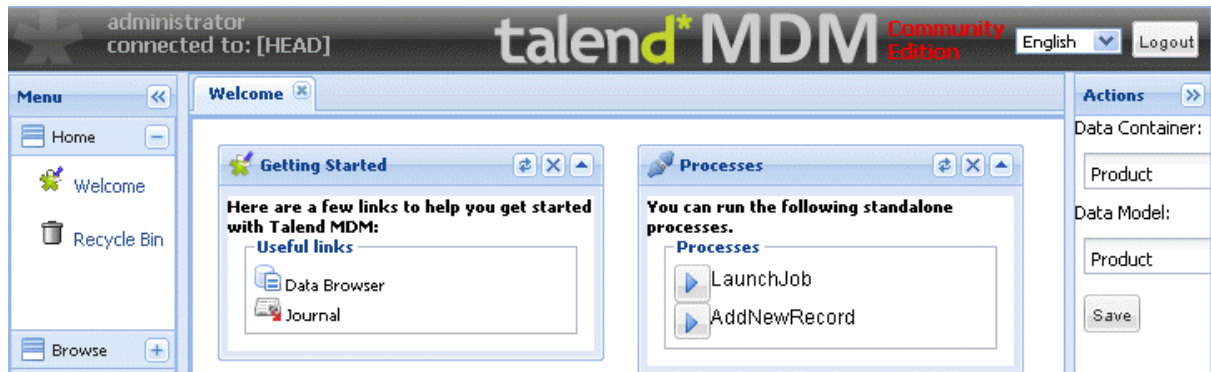 administrator
connected to: [HEAD]
talend* MDM Community Edition
English
Logout
Menu
Home
Welcome
Recycle Bin
Browse
Welcome
Getting Started
Here are a few links to help you get started
with Talend MDM:
Useful links
Data Browser
Journal
Processes
You can run the following standalone
processes.
Processes
LaunchJob
AddNewRecord
Actions
Data Container:
Product
Data Model:
Product
Save